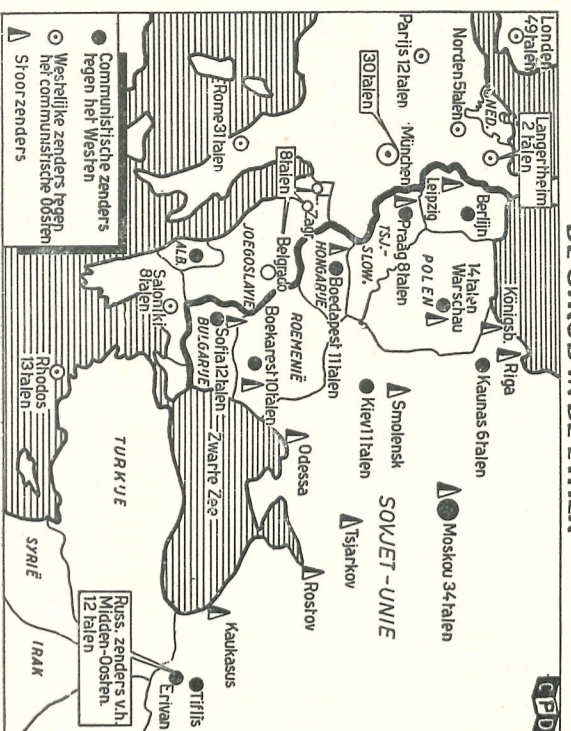 IN DE ETHER
CPD
Londen
49 talen
Langertheim
2 talen
Norden 5 talen
NED.
Parijs 12 talen
30 talen
München
Berlijn
Leipzig
Praag 8 talen
TSJ.-
SLOW.
POLEN
14 talen
Warschau
Königsb.
Riga
Kaunas 6 talen
Smolensk
Moskou 34 talen
Kiev 11 talen
SOVJET-UNIE
Tsjarkov
Rostov
Odessa
HONGARIJE
Boedapest 11 talen
ROEMENIË
Boekarest 10 talen
8 talen
Zagr.
Belgrado
JOEGOSLAVIE
Rome 31 talen
ALB.
Sofia 12 talen
BULGARIJE
Saloniki
8 talen
Zwarte Zee
Kaukasus
Tiflis
Erivan
Russ. zenders v.h.
Midden-Oosten.
12 talen
TURKIJE
Rhodos
13 talen
SYRIË
IRAK
Communistische zenders
tegen het Westen
Westelijke zenders tegen
het communistische Oosten
Stoorzenders